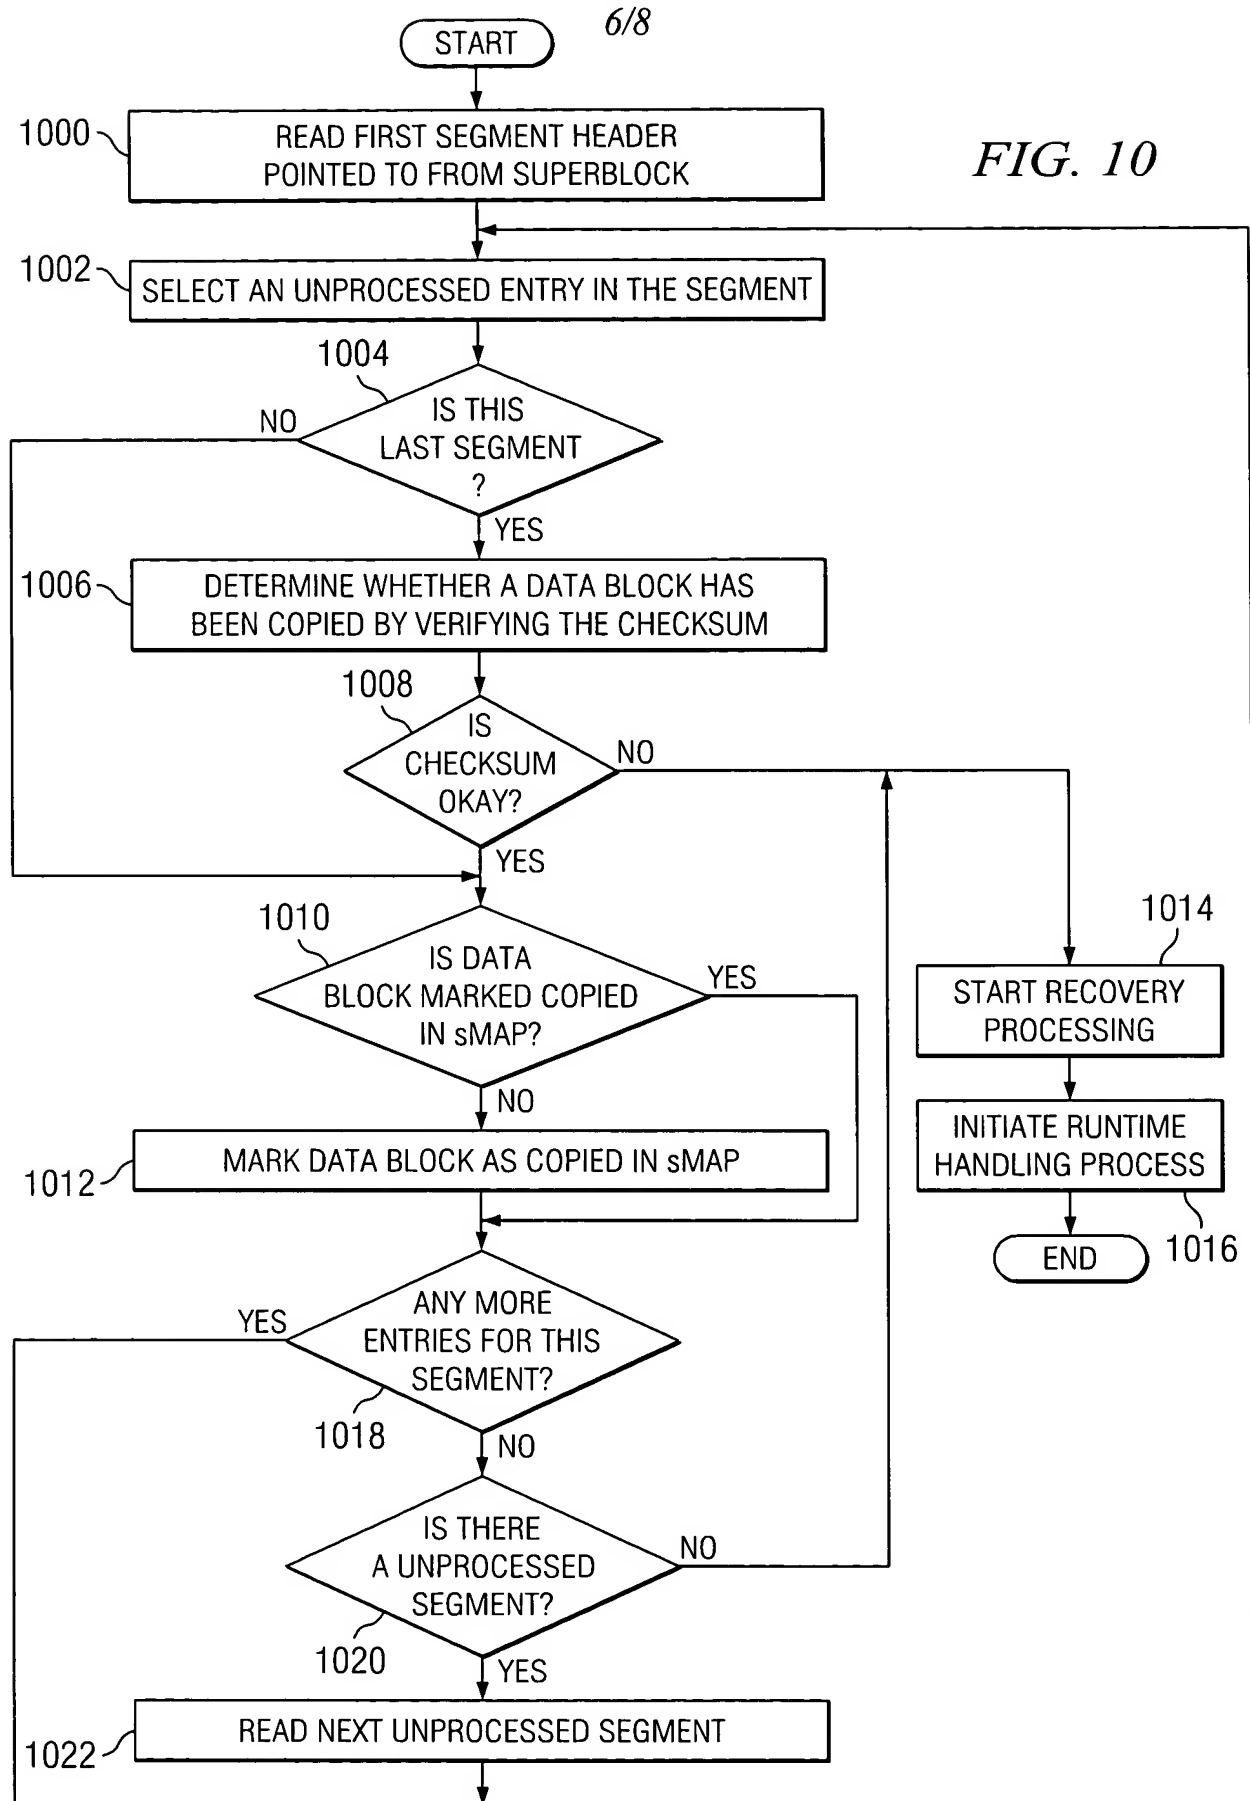 6/8
START
FIG. 10
1000
READ FIRST SEGMENT HEADER
POINTED TO FROM SUPERBLOCK
1002
SELECT AN UNPROCESSED ENTRY IN THE SEGMENT
1004
IS THIS
LAST SEGMENT
?
NO
YES
1006
DETERMINE WHETHER A DATA BLOCK HAS
BEEN COPIED BY VERIFYING THE CHECKSUM
1008
IS
CHECKSUM
OKAY?
NO
YES
1010
IS DATA
BLOCK MARKED COPIED
IN sMAP?
YES
NO
1012
MARK DATA BLOCK AS COPIED IN sMAP
1014
START RECOVERY
PROCESSING
INITIATE RUNTIME
HANDLING PROCESS
1016
END
ANY MORE
ENTRIES FOR THIS
SEGMENT?
YES
1018
NO
IS THERE
A UNPROCESSED
SEGMENT?
NO
1020
YES
READ NEXT UNPROCESSED SEGMENT
1022